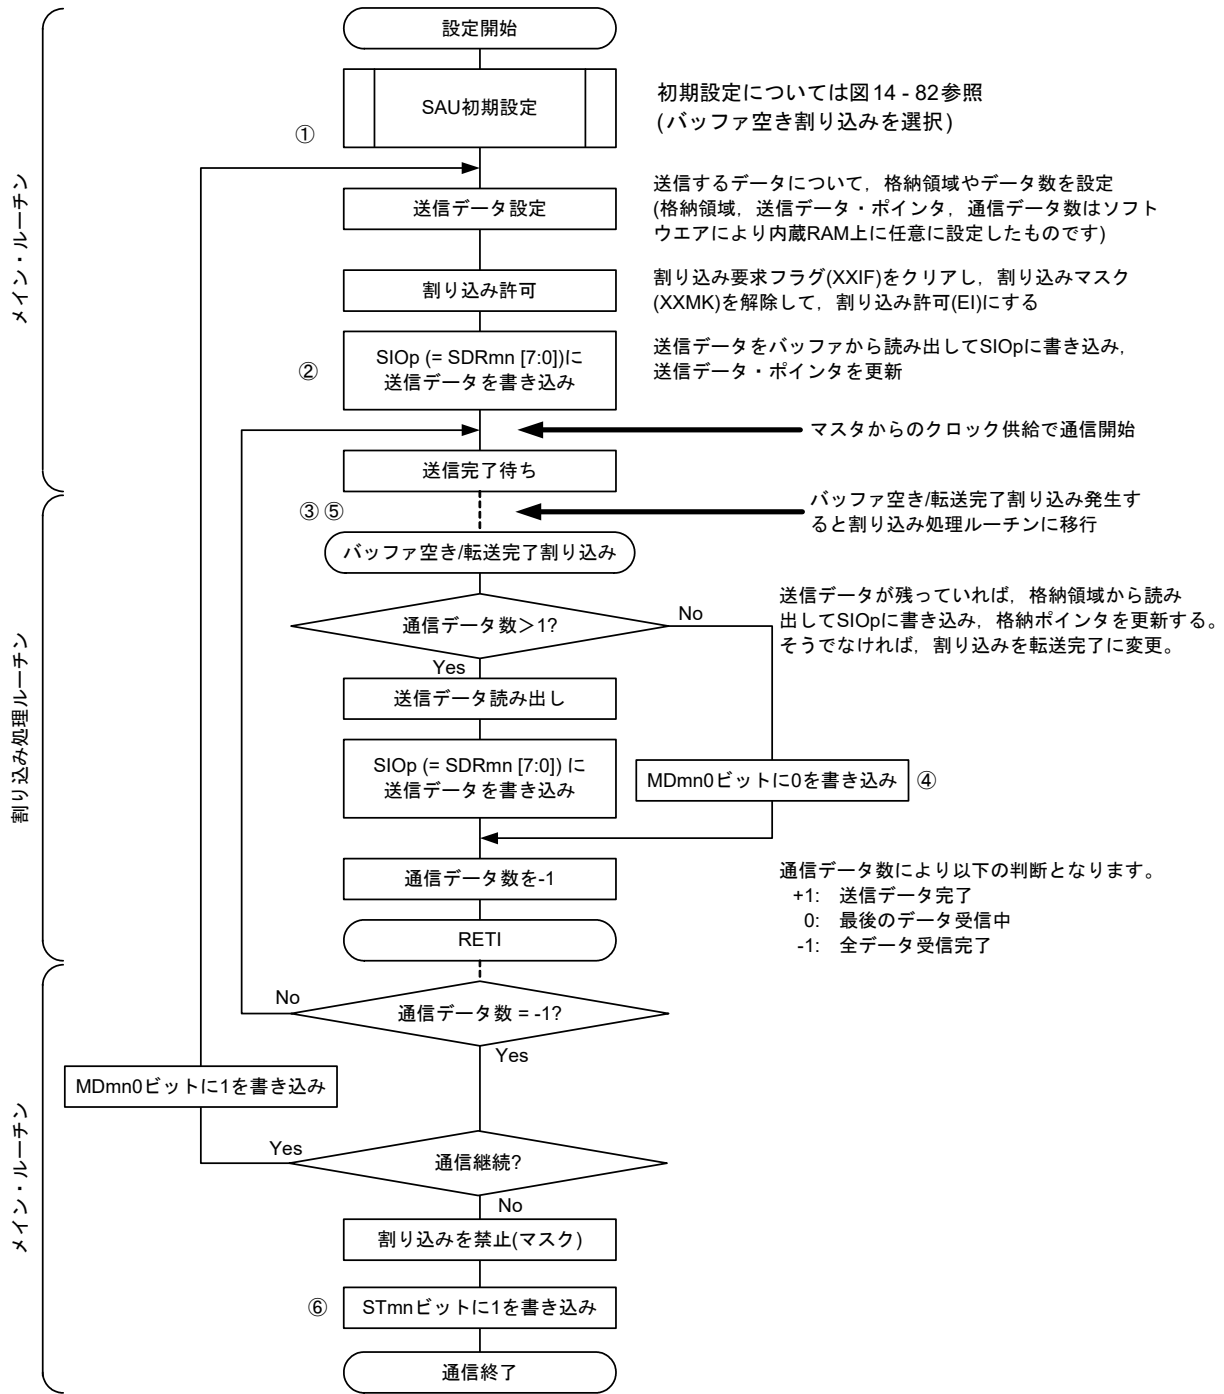 設定開始
SAU初期設定
初期設定については図14 - 82参照
(バッファ空き割り込みを選択)
①
メイン・ルーチン
送信データ設定
送信するデータについて，格納領域やデータ数を設定
(格納領域，送信データ・ポインタ，通信データ数はソフト
ウエアにより内蔵RAM上に任意に設定したものです)
割り込み許可
割り込み要求フラグ(XXIF)をクリアし，割り込みマスク
(XXMK)を解除して，割り込み許可(EI)にする
②
SIOp (= SDRmn [7:0])に
送信データを書き込み
送信データをバッファから読み出してSIOpに書き込み，
送信データ・ポインタを更新
マスタからのクロック供給で通信開始
送信完了待ち
③⑤
バッファ空き/転送完了割り込み発生す
ると割り込み処理ルーチンに移行
割り込み処理ルーチン
バッファ空き/転送完了割り込み
通信データ数＞1?
No
Yes
送信データが残っていれば，格納領域から読み
出してSIOpに書き込み，格納ポインタを更新する。
そうでなければ，割り込みを転送完了に変更。
送信データ読み出し
SIOp (= SDRmn [7:0]) に
送信データを書き込み
MDmn0ビットに0を書き込み
④
通信データ数を-1
通信データ数により以下の判断となります。
+1: 送信データ完了
0: 最後のデータ受信中
-1: 全データ受信完了
RETI
メイン・ルーチン
通信データ数 = -1?
No
Yes
MDmn0ビットに1を書き込み
通信継続?
Yes
No
割り込みを禁止(マスク)
⑥
STmnビットに1を書き込み
通信終了